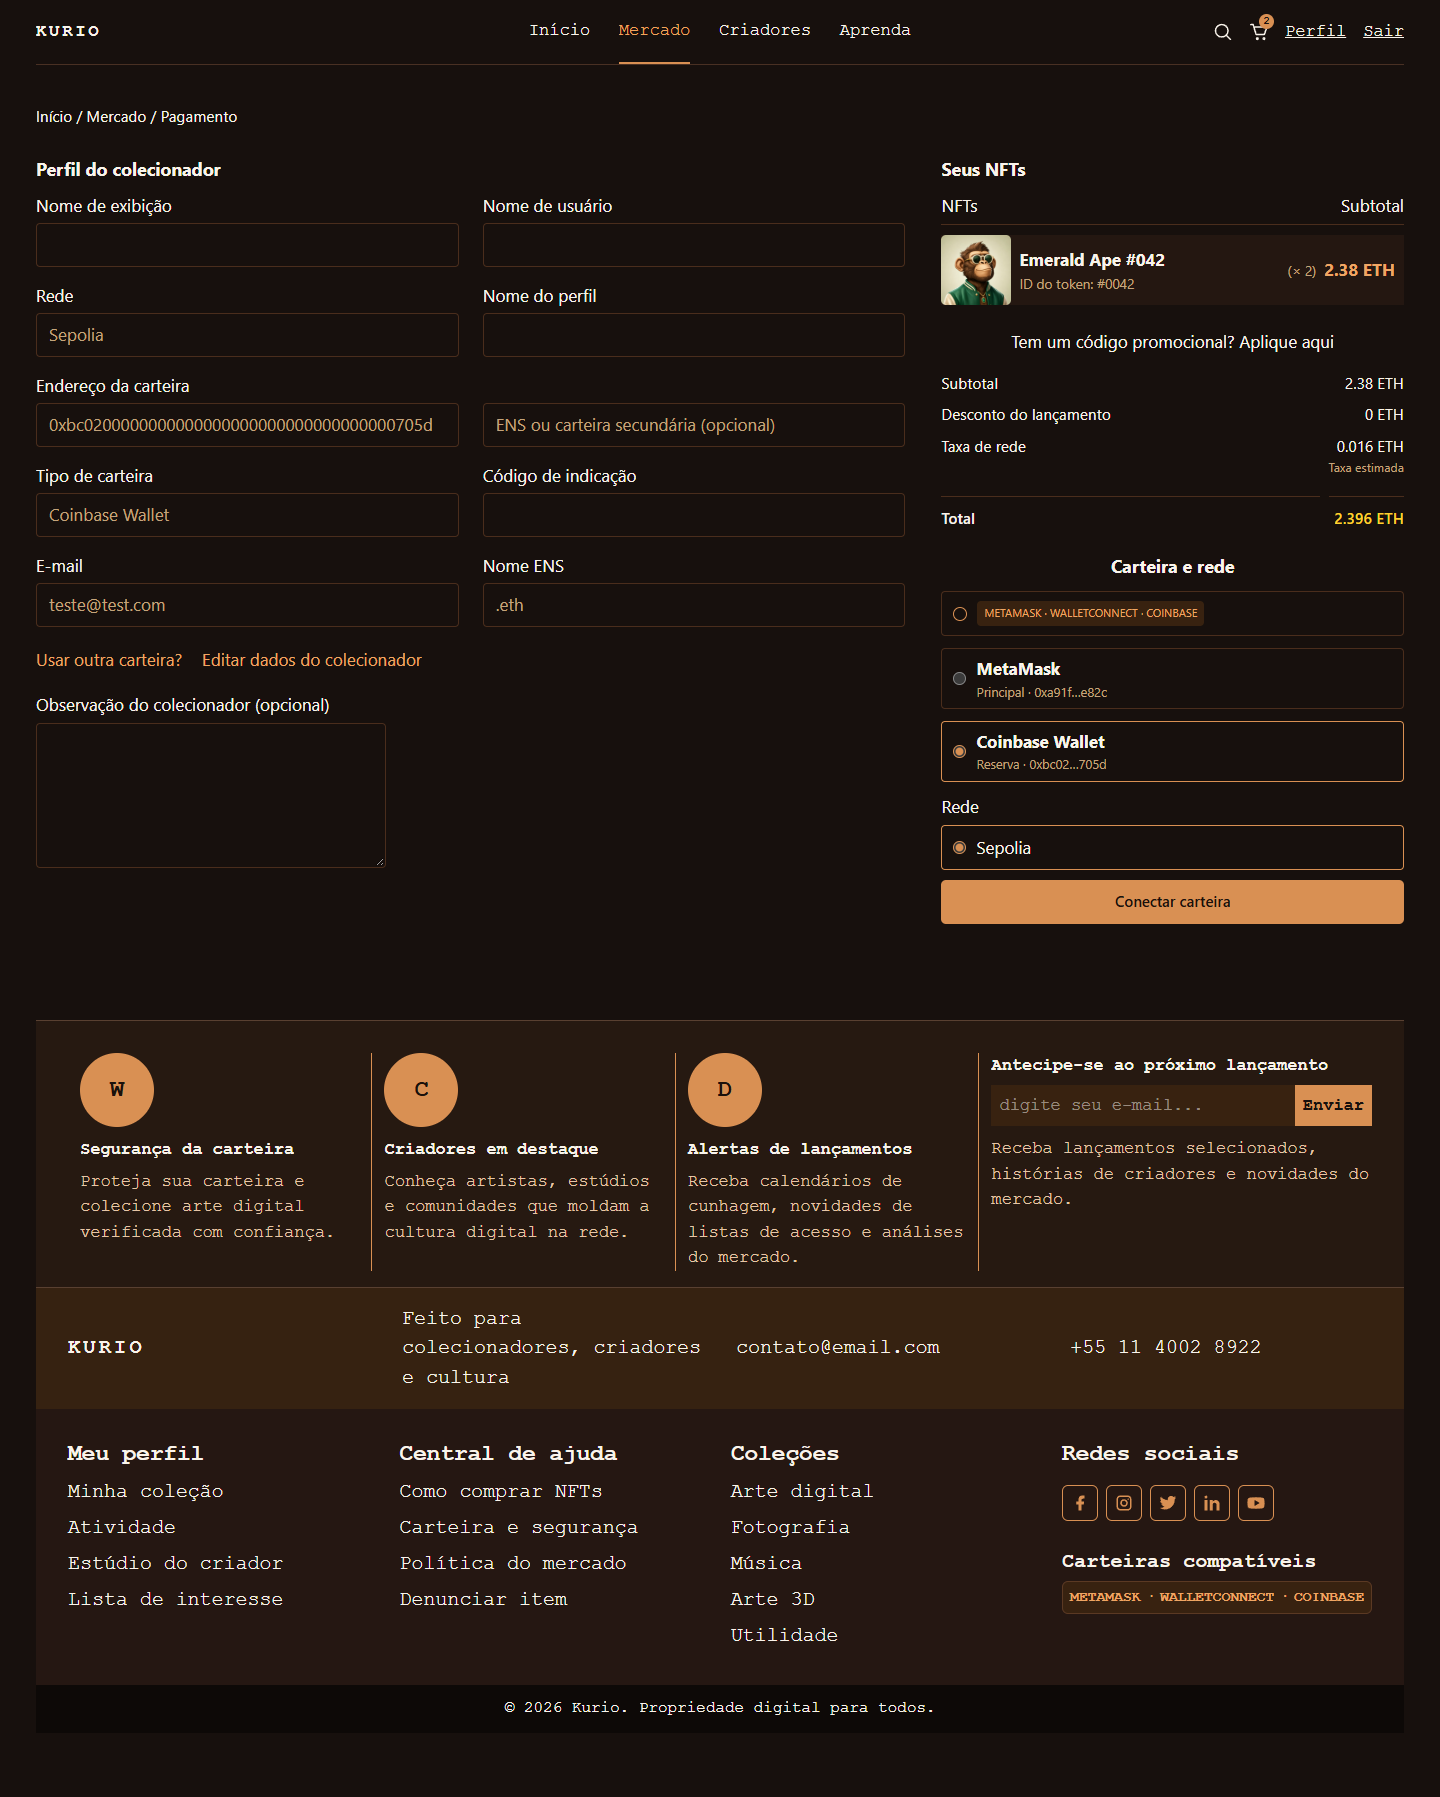 KURIO
Início
Mercado
Criadores
Aprenda
2
Perfil
Sair
Início / Mercado / Pagamento
Perfil do colecionador
Nome de exibição
Nome de usuário
Rede
Nome do perfil
Sepolia
Endereço da carteira
0xbc0200000000000000000000000000000000705d
ENS ou carteira secundária (opcional)
Tipo de carteira
Código de indicação
Coinbase Wallet
E-mail
Nome ENS
teste@test.com
.eth
Usar outra carteira?
Editar dados do colecionador
Observação do colecionador (opcional)
Seus NFTs
NFTs
Subtotal
Emerald Ape #042
ID do token: #0042
(× 2) 2.38 ETH
Tem um código promocional? Aplique aqui
Subtotal
2.38 ETH
Desconto do lançamento
0 ETH
Taxa de rede
0.016 ETH
Taxa estimada
Total
2.396 ETH
Carteira e rede
METAMASK · WALLETCONNECT · COINBASE
MetaMask
Principal · 0xa91f...e82c
Coinbase Wallet
Reserva · 0xbc02...705d
Rede
Sepolia
Conectar carteira
W
Segurança da carteira
Proteja sua carteira e
colecione arte digital
verificada com confiança.
C
Criadores em destaque
Conheça artistas, estúdios
e comunidades que moldam a
cultura digital na rede.
D
Alertas de lançamentos
Receba calendários de
cunhagem, novidades de
listas de acesso e análises
do mercado.
Antecipe-se ao próximo lançamento
digite seu e-mail...
Enviar
Receba lançamentos selecionados,
histórias de criadores e novidades do
mercado.
KURIO
Feito para
colecionadores, criadores
e cultura
contato@email.com
+55 11 4002 8922
Meu perfil
Minha coleção
Atividade
Estúdio do criador
Lista de interesse
Central de ajuda
Como comprar NFTs
Carteira e segurança
Política do mercado
Denunciar item
Coleções
Arte digital
Fotografia
Música
Arte 3D
Utilidade
Redes sociais
Carteiras compatíveis
METAMASK · WALLETCONNECT · COINBASE
© 2026 Kurio. Propriedade digital para todos.